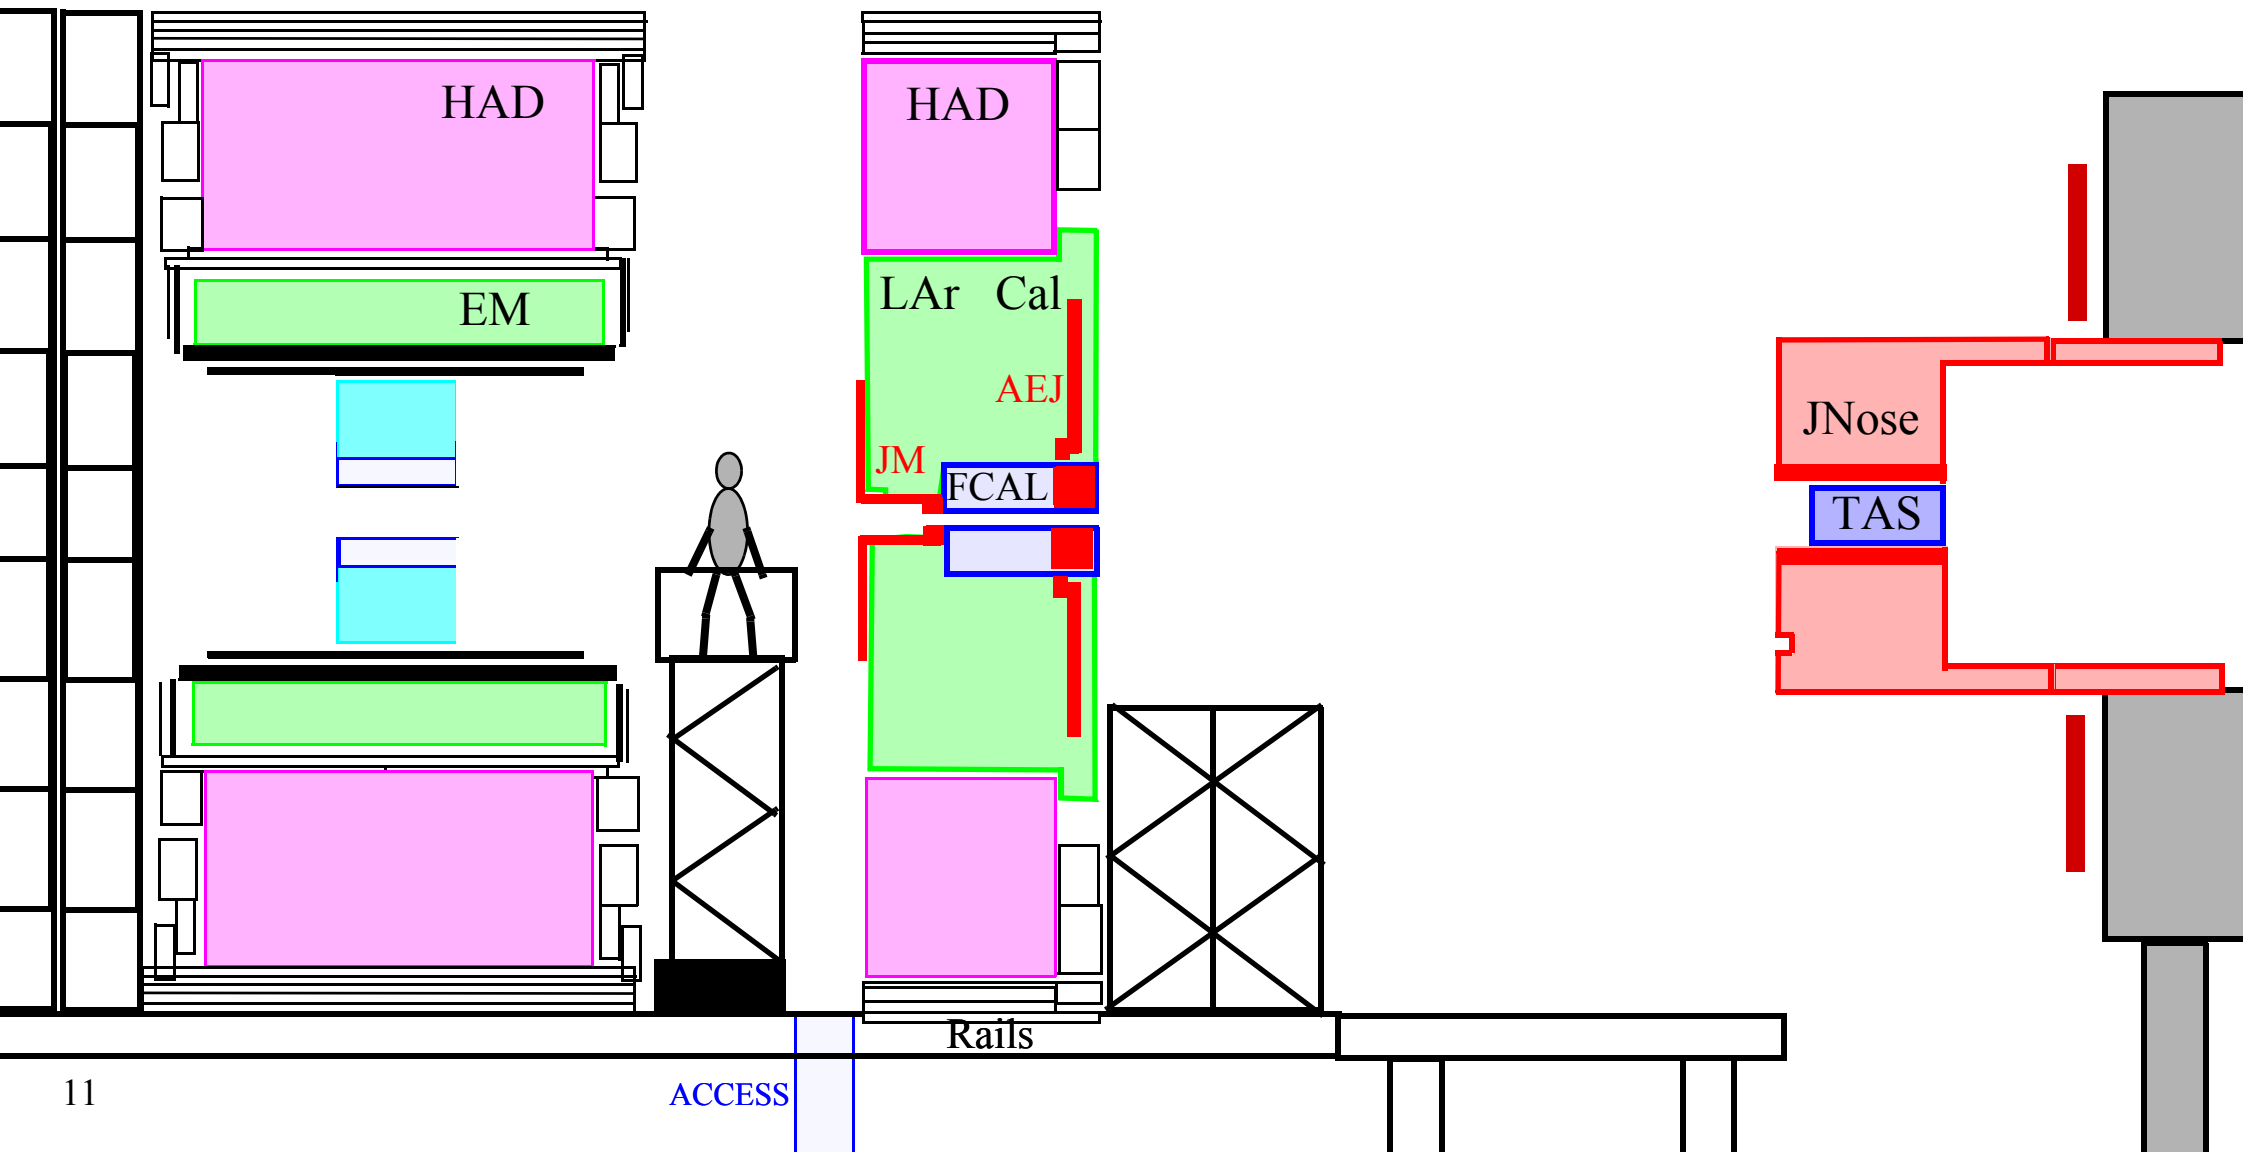 HAD
HAD
EM
LAr Cal
AEJ
JM
FCAL
JNose
TAS
Rails
11
ACCESS